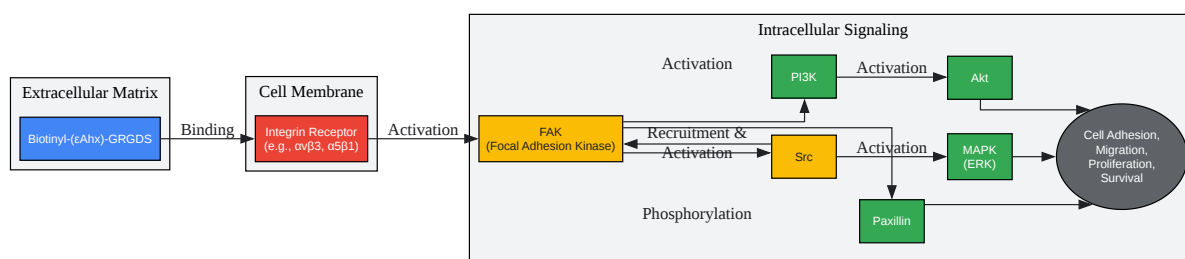 Extracellular Matrix
Biotinyl-(εAhx)-GRGDS
Binding
Cell Membrane
Integrin Receptor
(e.g., αvβ3, α5β1)
Activation
Intracellular Signaling
FAK
(Focal Adhesion Kinase)
Activation
PI3K
Activation
Akt
Recruitment &
Activation
Src
Activation
MAPK
(ERK)
Phosphorylation
Paxillin
Cell Adhesion,
Migration,
Proliferation,
Survival